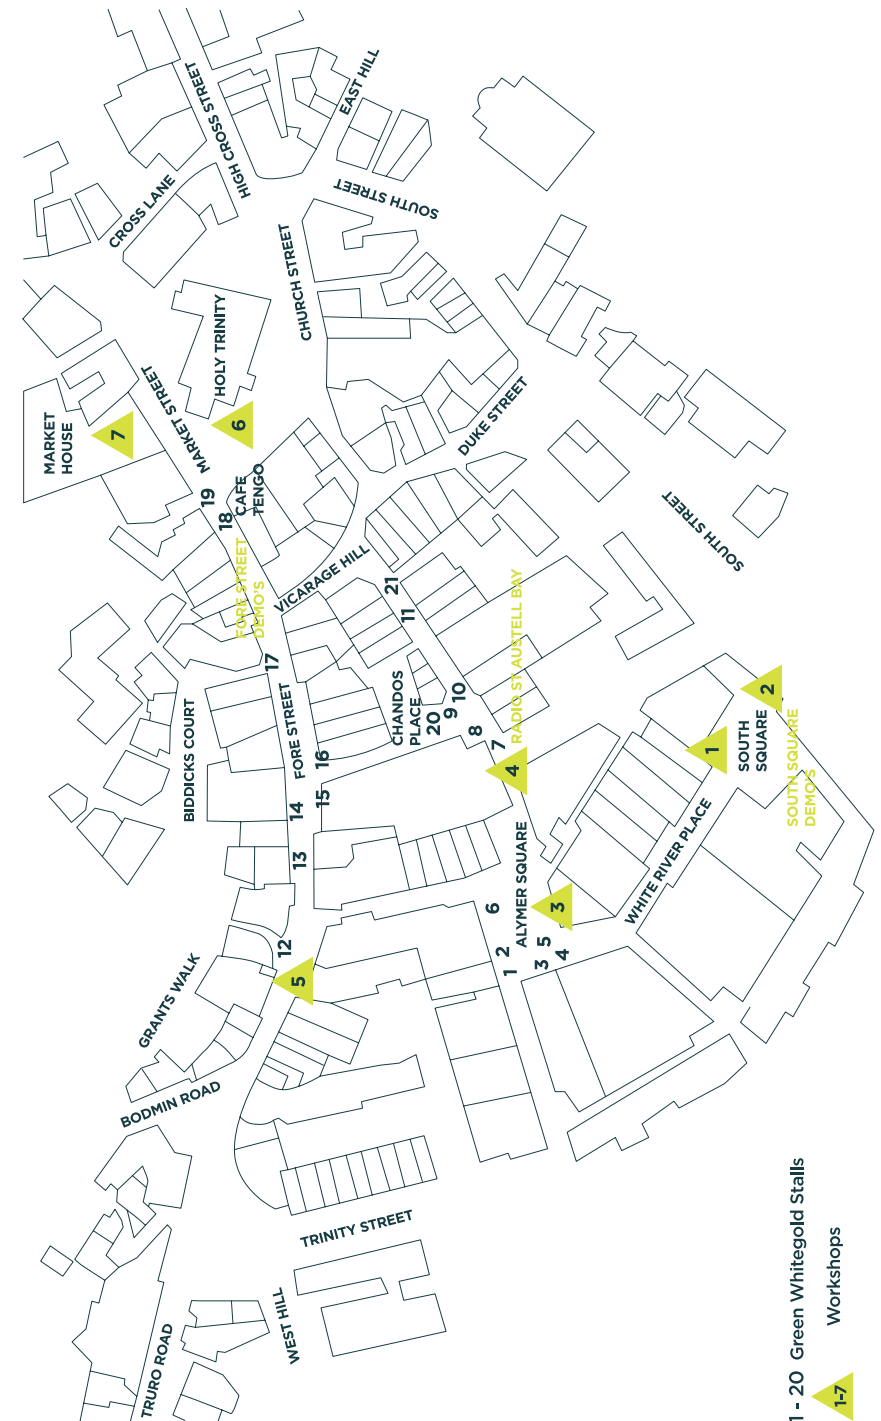 EAST HILL
HIGH CROSS STREET
SOUTH STREET
CROSS LANE
CHURCH STREET
HOLY TRINITY
MARKET STREET
MARKET
HOUSE
7
6
DUKE STREET
CAFE
TENGO
19
18
SOUTH STREET
FORE STREET
DEMO'S
VICARAGE HILL
21
11
RADIO ST AUSTELL BAY
17
FORE STREET
BIDDICKS COURT
CHANDOS
PLACE
20
9
10
8
7
4
16
15
14
13
2
1
SOUTH
SQUARE
SOUTH SQUARE
DEMO'S
WHITE RIVER PLACE
ALYMER SQUARE
6
3
5
4
3
2
1
12
5
GRANTS WALK
BODMIN ROAD
TRINITY STREET
WEST HILL
TRURO ROAD
1 - 20 Green Whitegold Stalls
1-7 Workshops